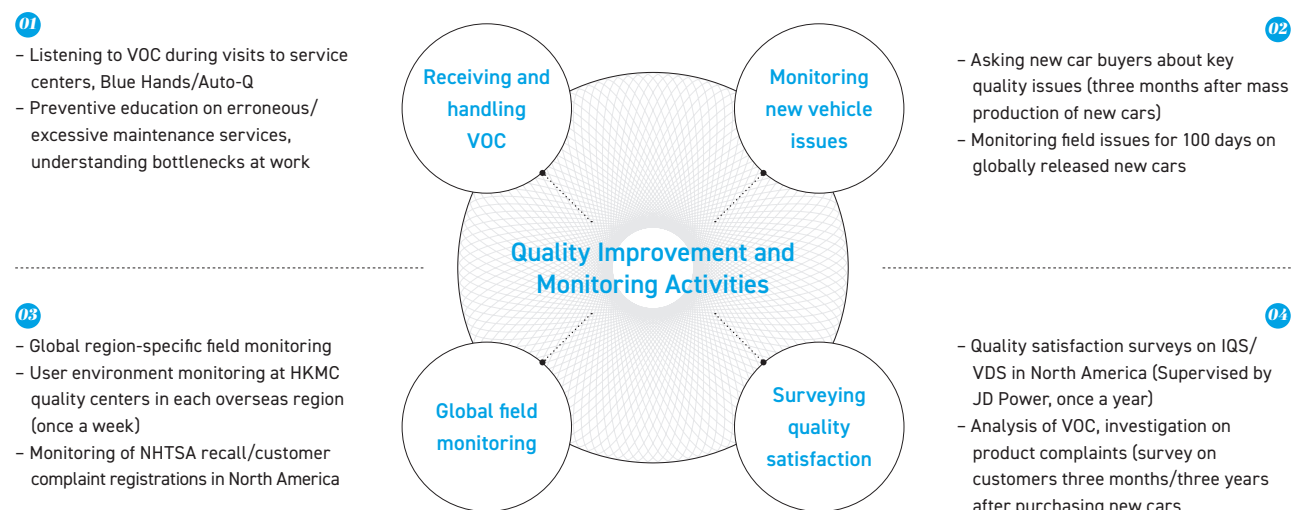 01
– Listening to VOC during visits to service
centers, Blue Hands/Auto-Q
– Preventive education on erroneous/
excessive maintenance services,
understanding bottlenecks at work
Receiving and
handling
VOC
Monitoring
new vehicle
issues
02
– Asking new car buyers about key
quality issues (three months after mass
production of new cars)
– Monitoring field issues for 100 days on
globally released new cars
Quality Improvement and
Monitoring Activities
03
– Global region-specific field monitoring
– User environment monitoring at HKMC
quality centers in each overseas region
(once a week)
– Monitoring of NHTSA recall/customer
complaint registrations in North America
Global field
monitoring
Surveying
quality
satisfaction
04
– Quality satisfaction surveys on IQS/
VDS in North America (Supervised by
JD Power, once a year)
– Analysis of VOC, investigation on
product complaints (survey on
customers three months/three years
after purchasing new cars